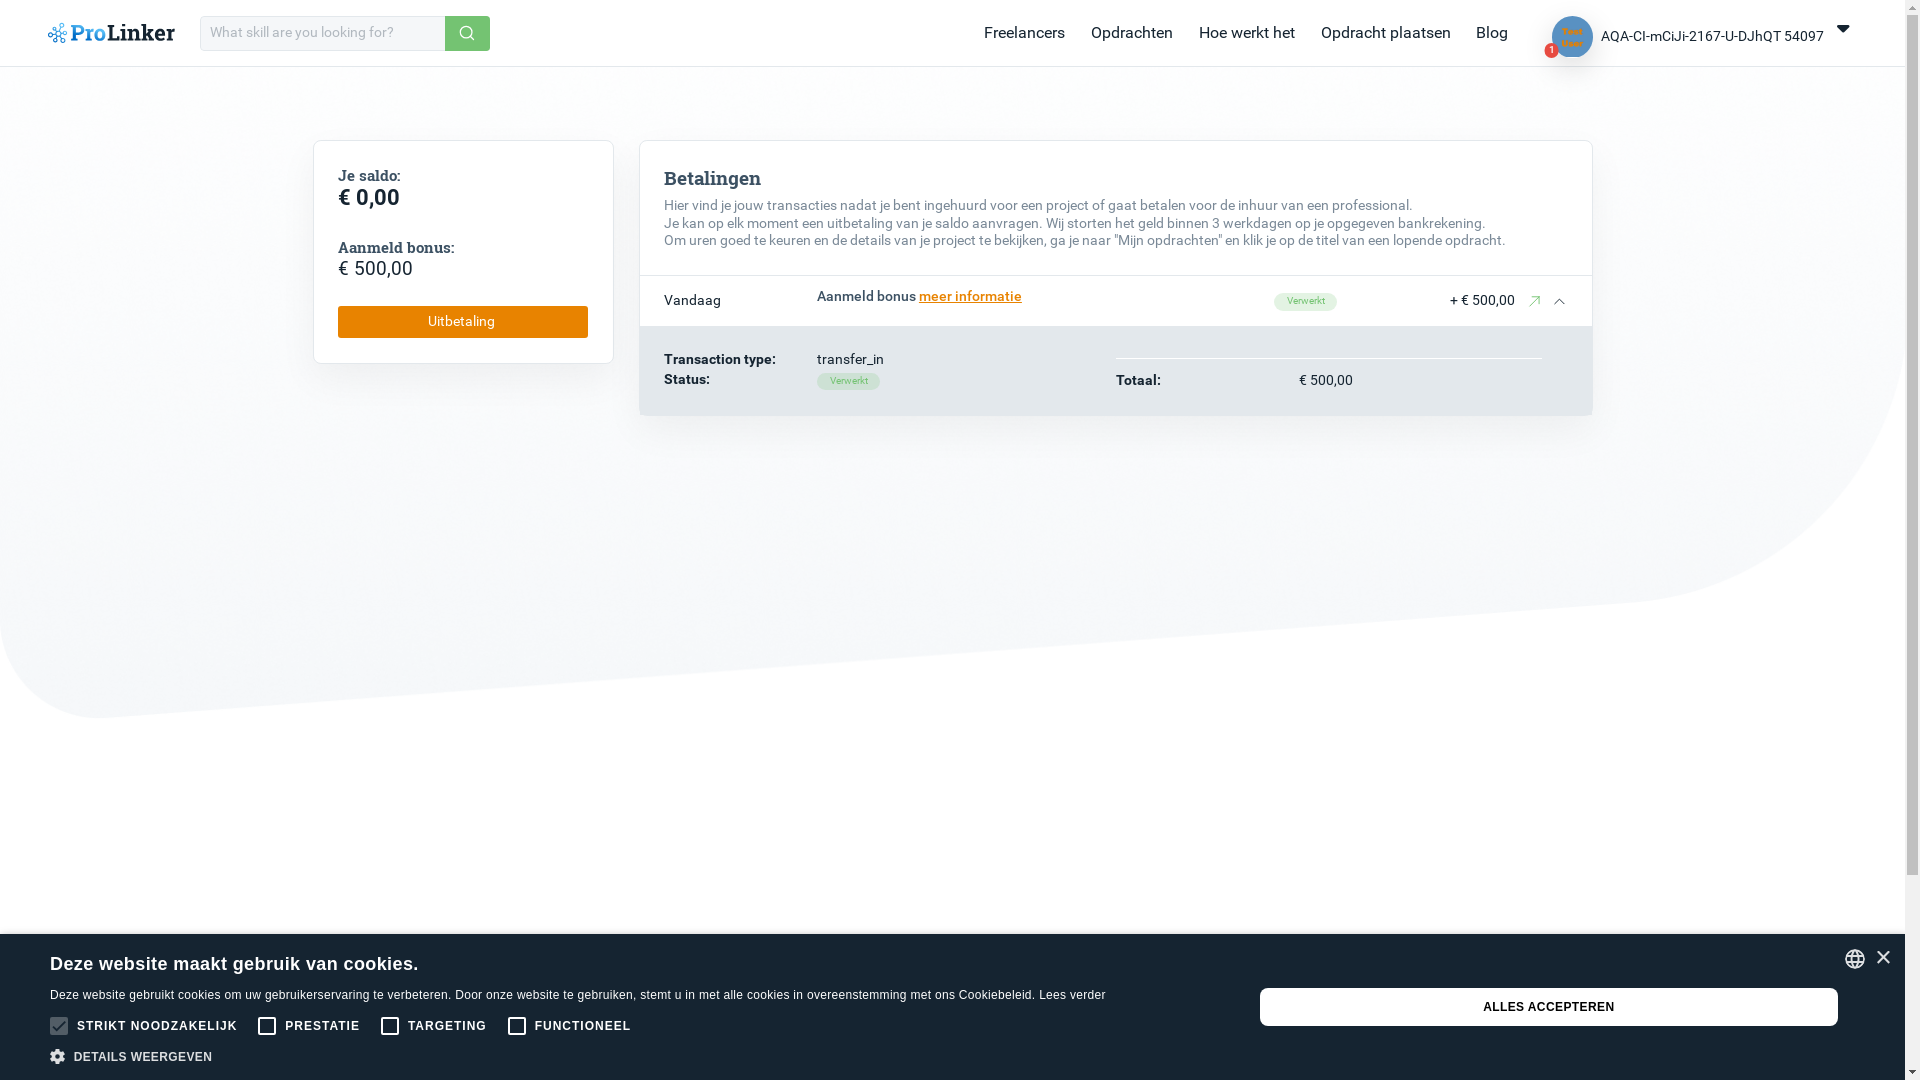 ProLinker
What skill are you looking for?
Freelancers
Opdrachten
Hoe werkt het
Opdracht plaatsen
Blog
Test User
1
AQA-CI-mCiJi-2167-U-DJhQT 54097
Je saldo:
€ 0,00
Aanmeld bonus:
€ 500,00
Uitbetaling
Betalingen
Hier vind je jouw transacties nadat je bent ingehuurd voor een project of gaat betalen voor de inhuur van een professional.
Je kan op elk moment een uitbetaling van je saldo aanvragen. Wij storten het geld binnen 3 werkdagen op je opgegeven bankrekening.
Om uren goed te keuren en de details van je project te bekijken, ga je naar "Mijn opdrachten" en klik je op de titel van een lopende opdracht.
Vandaag Aanmeld bonus meer informatie Verwerkt + € 500,00
Transaction type: transfer_in
Status: Verwerkt
Totaal: € 500,00
Deze website maakt gebruik van cookies.
Deze website gebruikt cookies om uw gebruikerservaring te verbeteren. Door onze website te gebruiken, stemt u in met alle cookies in overeenstemming met ons Cookiebeleid. Lees verder
STRIKT NOODZAKELIJK PRESTATIE TARGETING FUNCTIONEEL
DETAILS WEERGEVEN
ALLES ACCEPTEREN